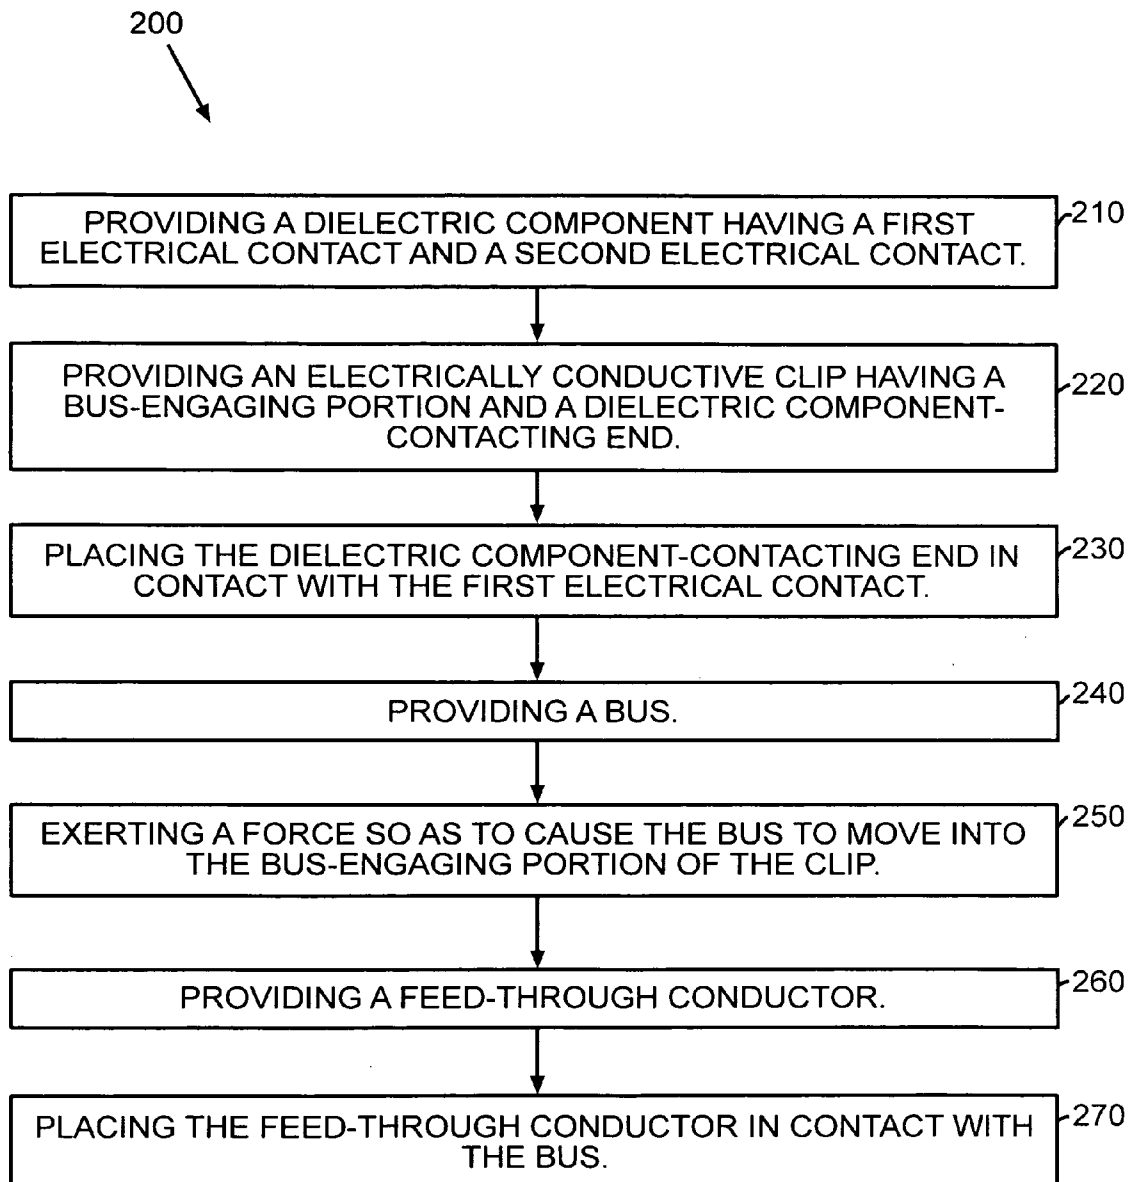 200
PROVIDING A DIELECTRIC COMPONENT HAVING A FIRST
ELECTRICAL CONTACT AND A SECOND ELECTRICAL CONTACT.
210
PROVIDING AN ELECTRICALLY CONDUCTIVE CLIP HAVING A
BUS-ENGAGING PORTION AND A DIELECTRIC COMPONENT-
CONTACTING END.
220
PLACING THE DIELECTRIC COMPONENT-CONTACTING END IN
CONTACT WITH THE FIRST ELECTRICAL CONTACT.
230
PROVIDING A BUS.
240
EXERTING A FORCE SO AS TO CAUSE THE BUS TO MOVE INTO
THE BUS-ENGAGING PORTION OF THE CLIP.
250
PROVIDING A FEED-THROUGH CONDUCTOR.
260
PLACING THE FEED-THROUGH CONDUCTOR IN CONTACT WITH
THE BUS.
270